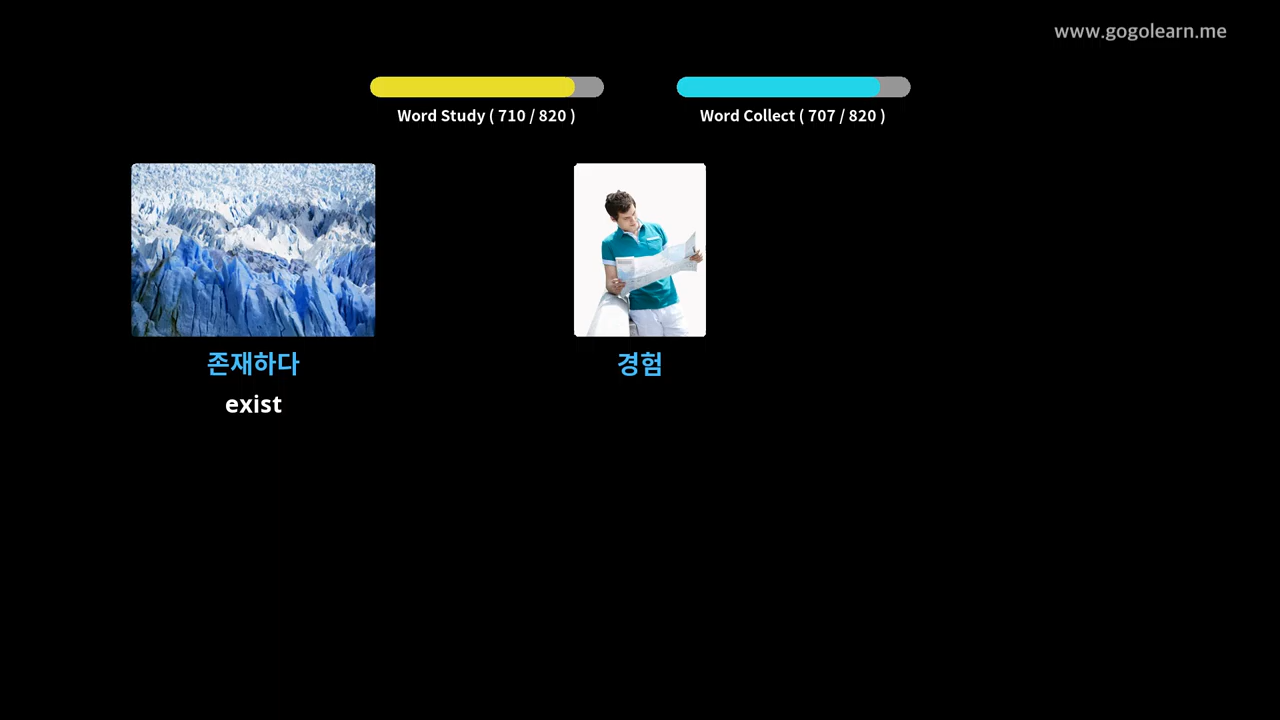 www.gogolearn.me
Word Study ( 710 / 820 )
Word Collect ( 707 / 820 )
존재하다
exist
경험